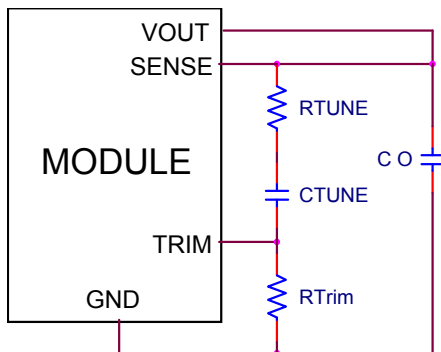 VOUT
SENSE
RTUNE
MODULE
C O
CTUNE
TRIM
RTrim
GND